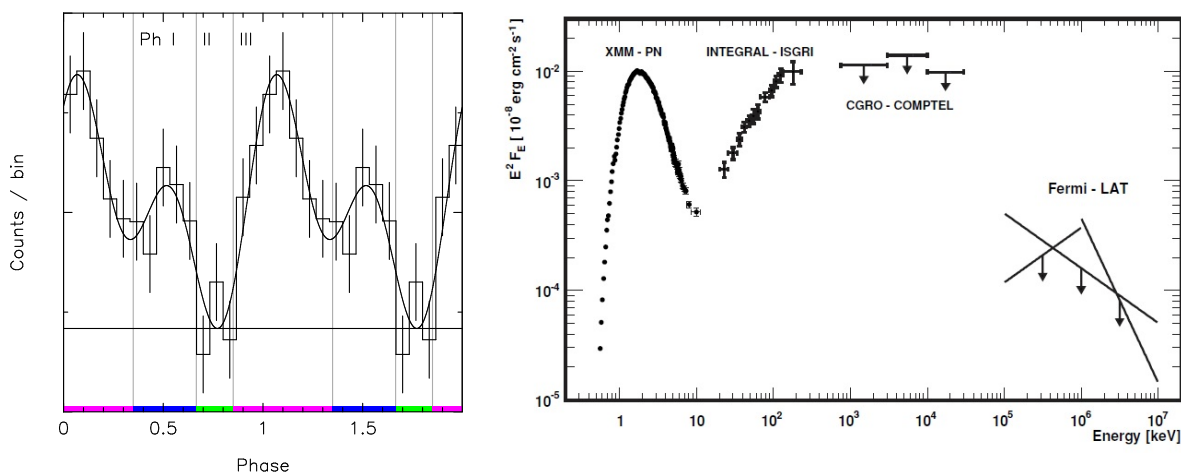 Ph I II III
Counts / bin
0 0.5 1 1.5
Phase
XMM - PN INTEGRAL - ISGRI
CGRO - COMPTEL
Fermi - LAT
E² F_E [ 10⁻⁸ erg cm⁻² s⁻¹ ]
10⁻²
10⁻³
10⁻⁴
10⁻⁵
1 10 10² 10³ 10⁴ 10⁵ 10⁶ 10⁷
Energy [keV]